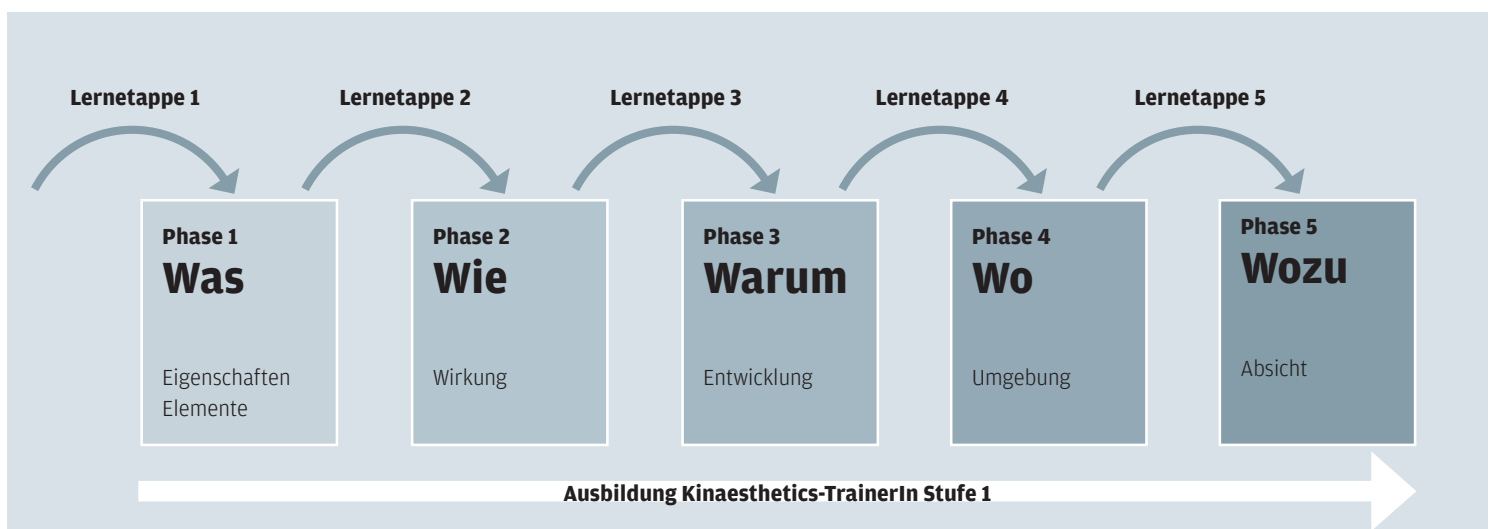 Lernetappe 1
Lernetappe 2
Lernetappe 3
Lernetappe 4
Lernetappe 5
Phase 1
Was
Eigenschaften
Elemente
Phase 2
Wie
Wirkung
Phase 3
Warum
Entwicklung
Phase 4
Wo
Umgebung
Phase 5
Wozu
Absicht
Ausbildung Kinaesthetics-TrainerIn Stufe 1